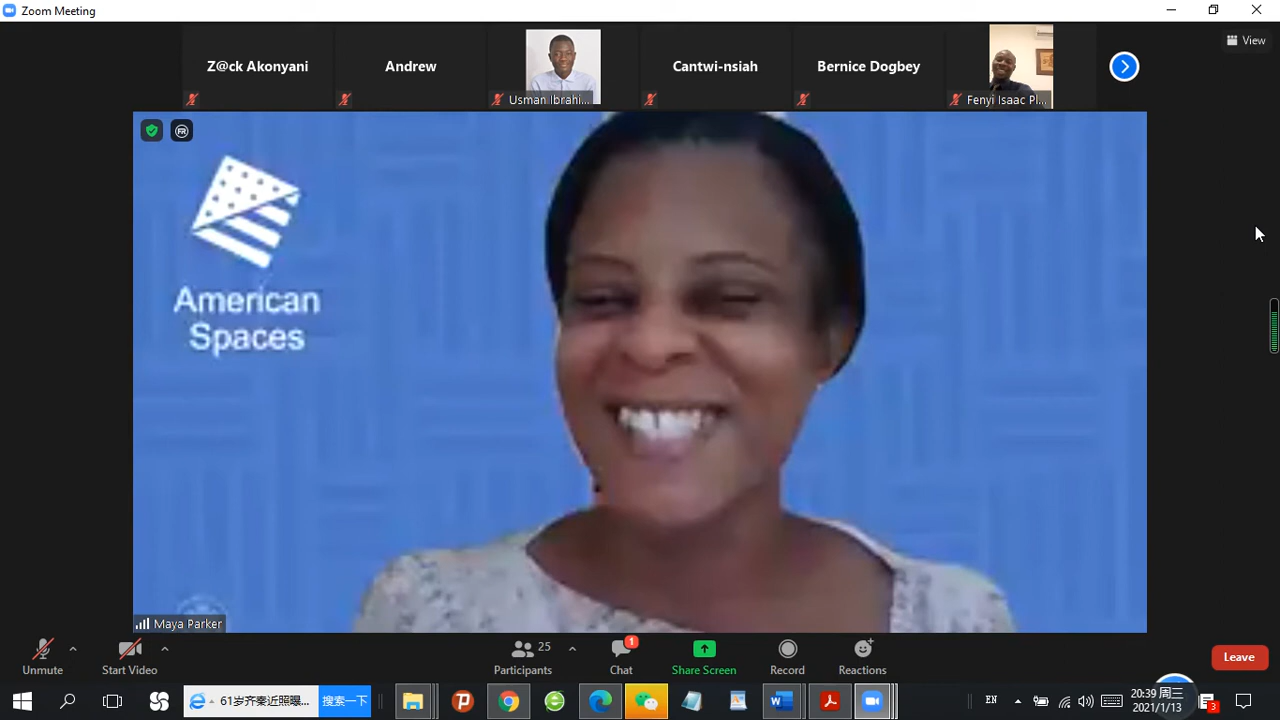 Zoom Meeting
View
Z@ck Akonyani
Andrew
Usman Ibrahi...
Cantwi-nsiah
Bernice Dogbey
Fenyi Isaac Pl...
FR
American
Spaces
Maya Parker
Unmute
Start Video
25
Participants
1
Chat
Share Screen
Record
Reactions
Leave
61岁齐秦近照曝...
搜索一下
EN
20:39 周三
2021/1/13
3